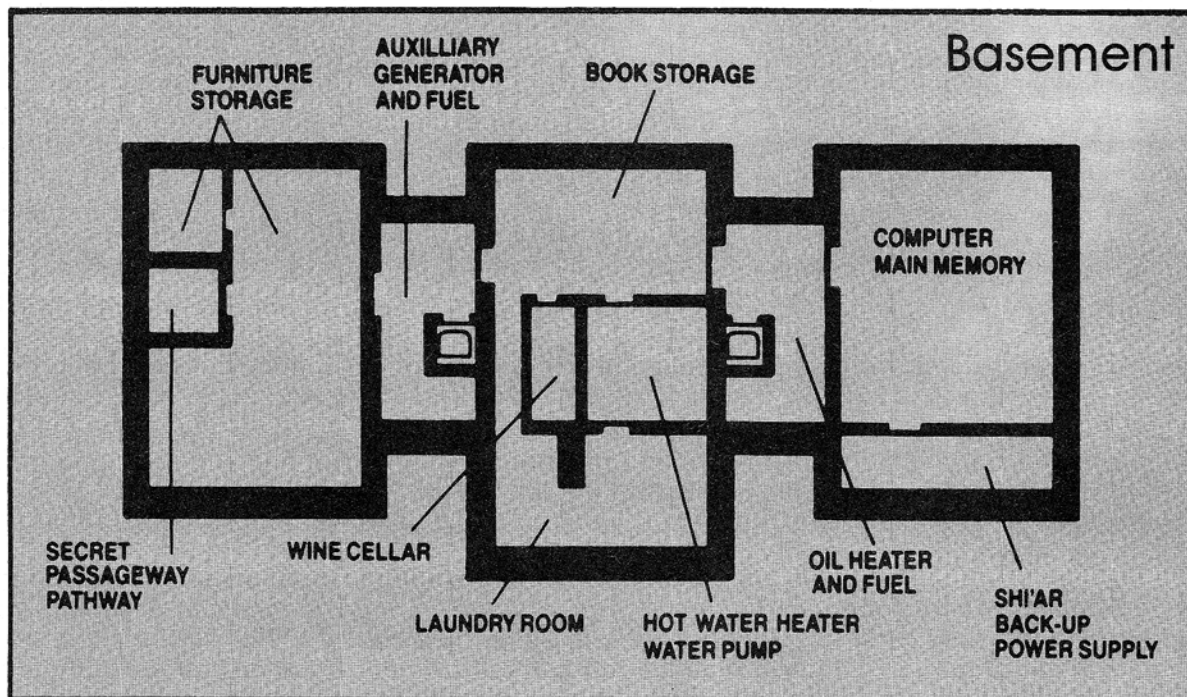 Basement
FURNITURE
STORAGE
AUXILLIARY
GENERATOR
AND FUEL
BOOK STORAGE
COMPUTER
MAIN MEMORY
SECRET
PASSAGEWAY
PATHWAY
WINE CELLAR
LAUNDRY ROOM
HOT WATER HEATER
WATER PUMP
OIL HEATER
AND FUEL
SHI'AR
BACK-UP
POWER SUPPLY